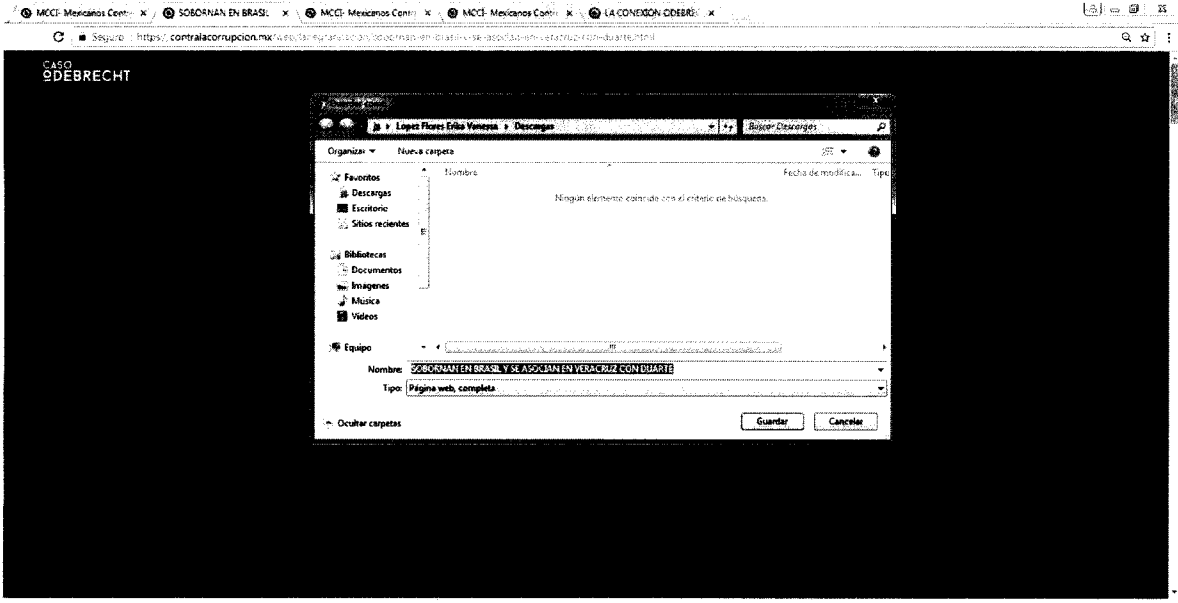 MCCI- Mexicanos Contr
SOBORNAN EN BRASIL
MCCI- Mexicanos Contr
MCCI- Mexicanos Contr
LA CONEXIÓN ODEBRE
Seguro https:/ contralacorrupcion.mx
CASO
ODEBRECHT
Lopez Flores Erika Vanessa Descargas
Buscar Descargas
Organizar
Nueva carpeta
Nombre
Fecha de modifica...
Tipo
Ningún elemento coincide con el criterio de búsqueda.
Favoritos
Descargas
Escritorio
Sitios recientes
Bibliotecas
Documentos
Imágenes
Música
Vídeos
Equipo
Nombre: SOBORNAN EN BRASIL Y SE ASOCIAN EN VERACRUZ CON DUARTE
Tipo: Página web, completa
Ocultar carpetas
Guardar
Cancelar